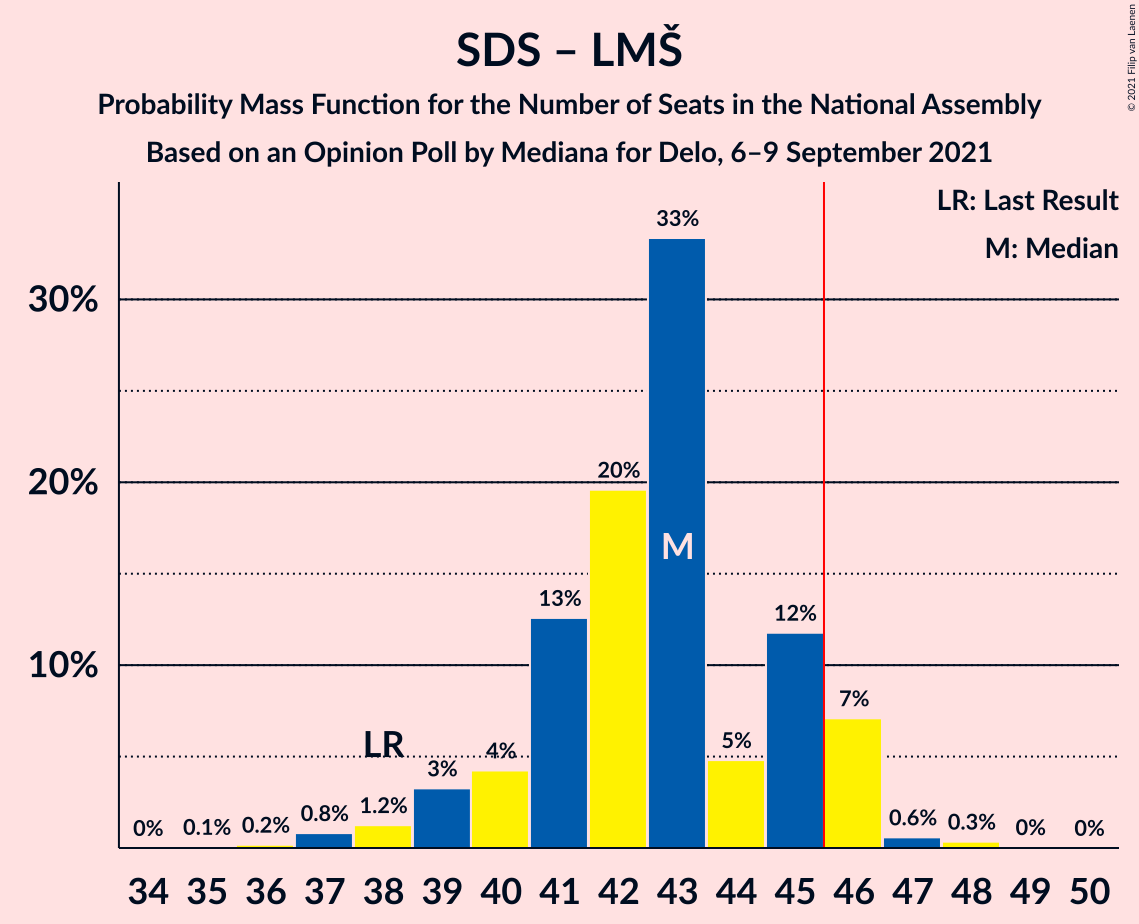 SDS – LMŠ
Probability Mass Function for the Number of Seats in the National Assembly
Based on an Opinion Poll by Mediana for Delo, 6–9 September 2021
© 2021 Filip van Laenen
LR: Last Result
M: Median
30%
20%
10%
0%
0.1%
0.2%
0.8%
1.2%
LR
3%
4%
13%
20%
33%
M
5%
12%
7%
0.6%
0.3%
0%
0%
34 35 36 37 38 39 40 41 42 43 44 45 46 47 48 49 50